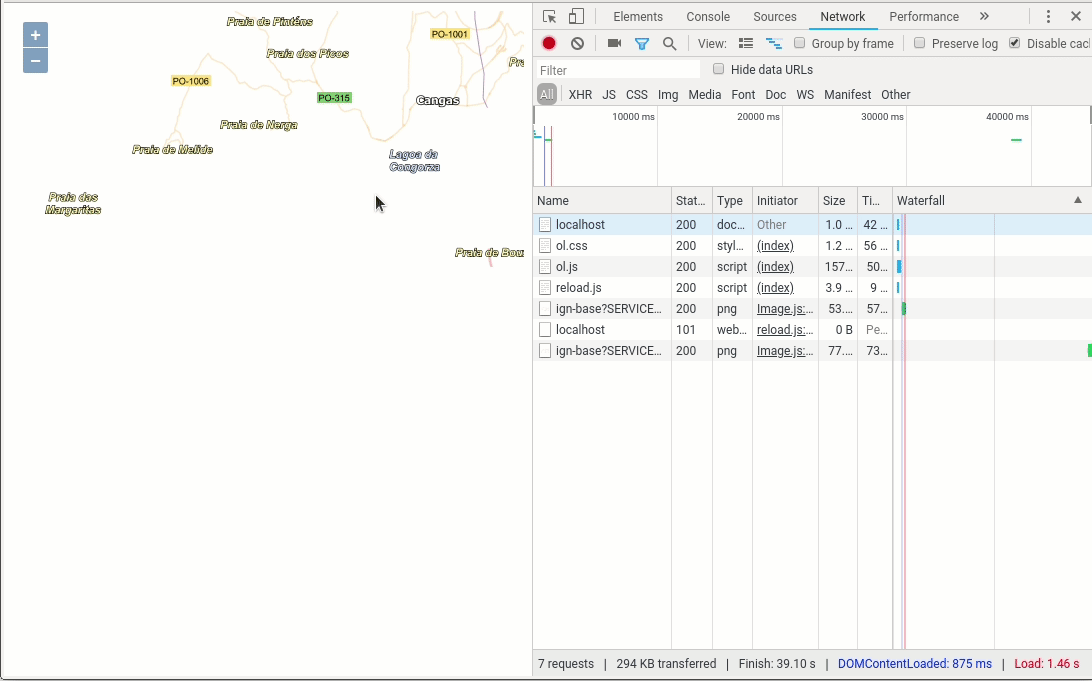 +
−
Praia de Pinténs
PO-1001
Praia dos Picos
PO-1006
PO-315
Cangas
Praia de Nerga
Praia de Melide
Lagoa da
Congorza
Praia das
Margaritas
Elements Console Sources Network Performance »
View: Group by frame Preserve log Disable cac
Filter Hide data URLs
All XHR JS CSS Img Media Font Doc WS Manifest Other
10000 ms 20000 ms 30000 ms 40000 ms
Name Stat... Type Initiator Size Ti... Waterfall
localhost 200 doc... Other 1.0 ... 42 ...
ol.css 200 styl... (index) 1.2 ... 56 ...
ol.js 200 script (index) 157... 50...
reload.js 200 script (index) 3.9 ... 9 ...
ign-base?SERVICE... 200 png Image.js:... 53.... 57...
localhost 101 web... reload.js:... 0 B Pe...
ign-base?SERVICE... 200 png Image.js:... 77.... 73...
7 requests | 294 KB transferred | Finish: 39.10 s | DOMContentLoaded: 875 ms | Load: 1.46 s